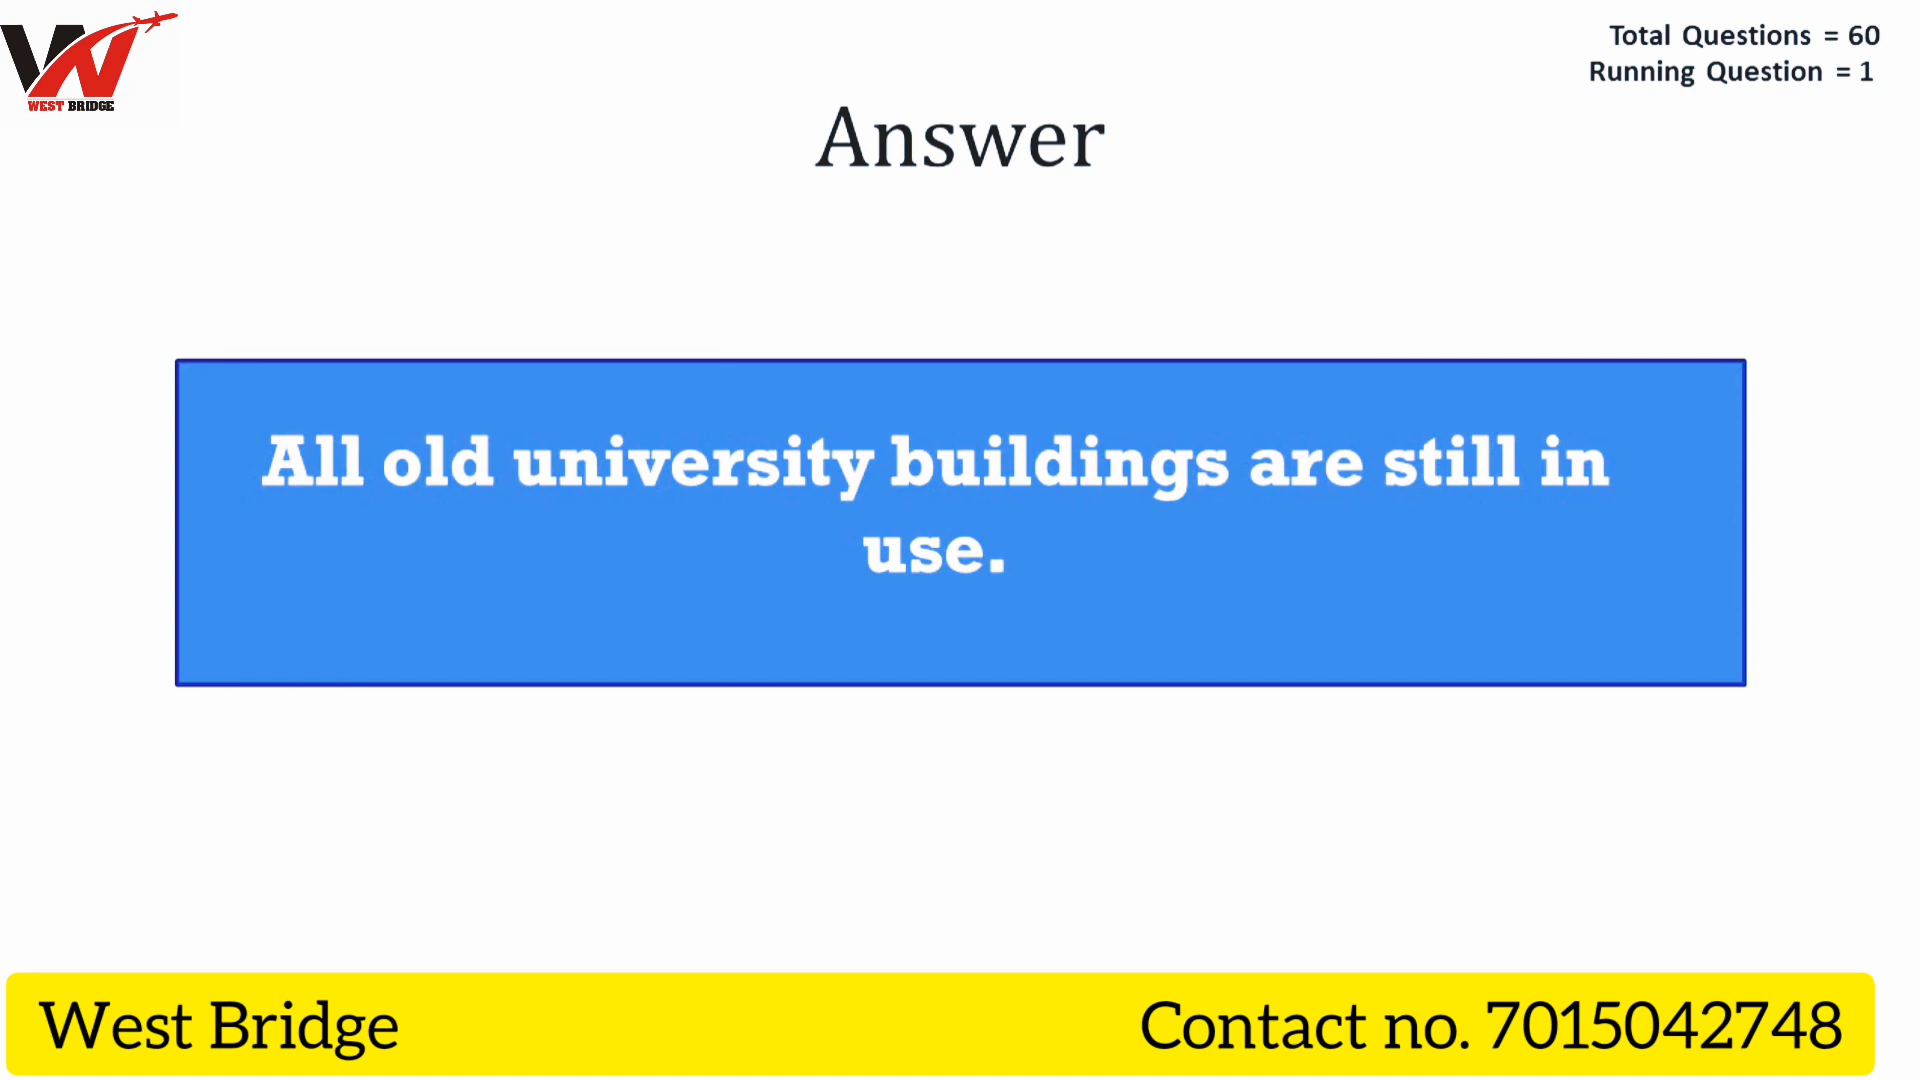 WEST BRIDGE
Total Questions = 60
Running Question = 1
Answer
All old university buildings are still in
use.
West Bridge
Contact no. 7015042748